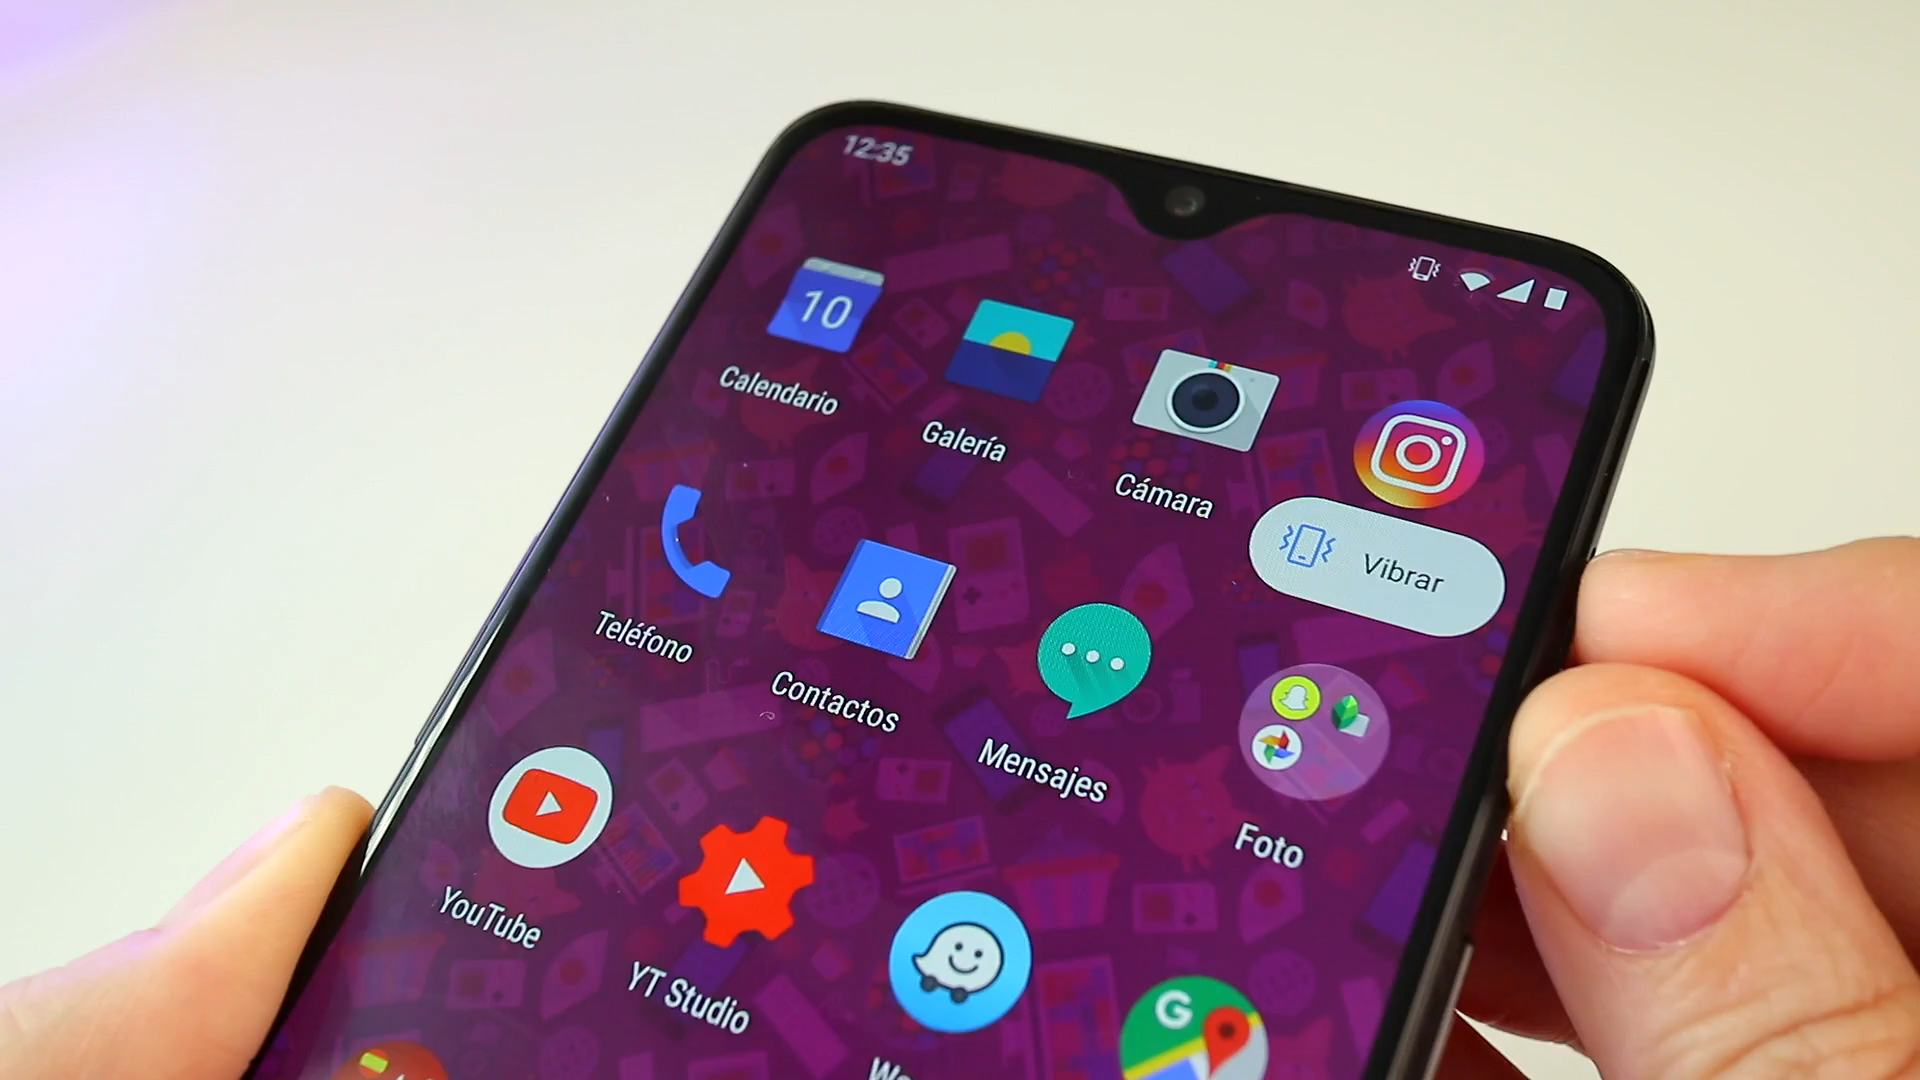 12:35
10
Calendario
Galería
Cámara
Vibrar
Teléfono
Contactos
Mensajes
Foto
YouTube
YT Studio
G